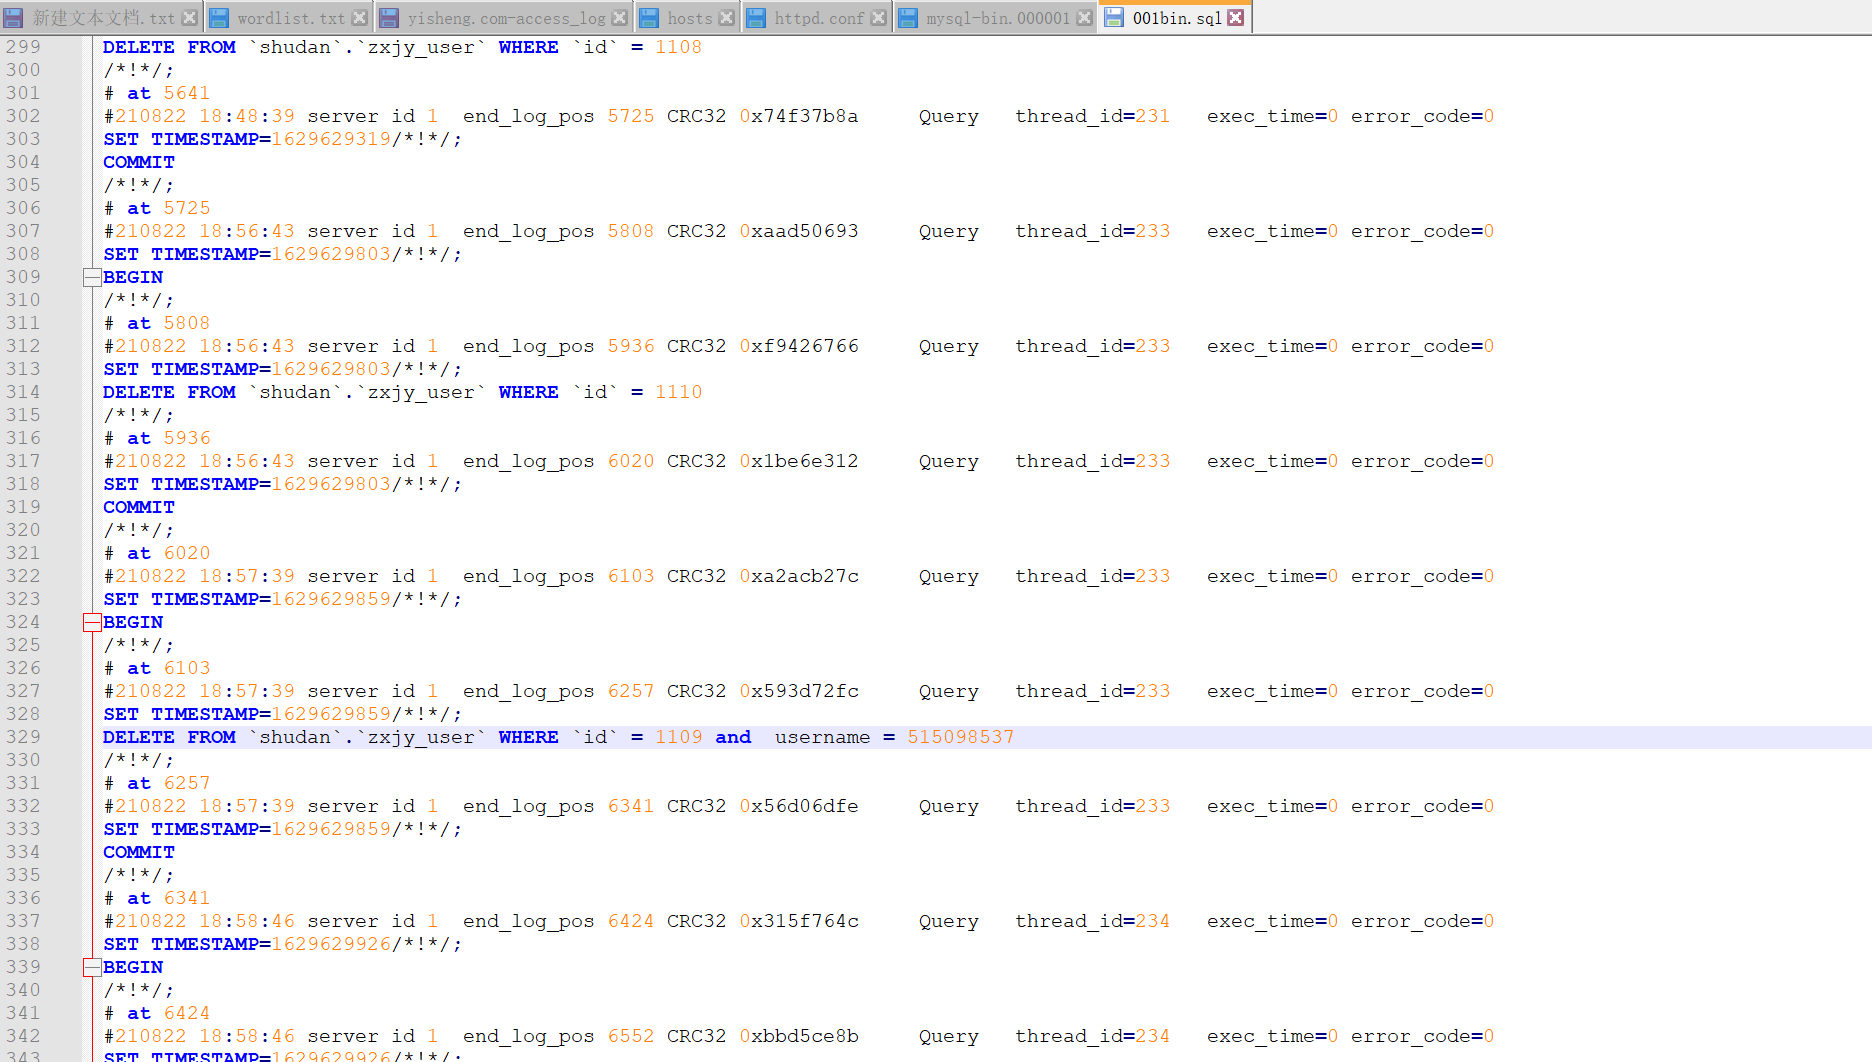 新建文本文档.txt wordlist.txt yisheng.com-access_log hosts httpd.conf mysql-bin.000001 001bin.sql
299 DELETE FROM `shudan`.`zxjy_user` WHERE `id` = 1108
300 /*!*/;
301 # at 5641
302 #210822 18:48:39 server id 1 end_log_pos 5725 CRC32 0x74f37b8a Query thread_id=231 exec_time=0 error_code=0
303 SET TIMESTAMP=1629629319/*!*/;
304 COMMIT
305 /*!*/;
306 # at 5725
307 #210822 18:56:43 server id 1 end_log_pos 5808 CRC32 0xaad50693 Query thread_id=233 exec_time=0 error_code=0
308 SET TIMESTAMP=1629629803/*!*/;
309 BEGIN
310 /*!*/;
311 # at 5808
312 #210822 18:56:43 server id 1 end_log_pos 5936 CRC32 0xf9426766 Query thread_id=233 exec_time=0 error_code=0
313 SET TIMESTAMP=1629629803/*!*/;
314 DELETE FROM `shudan`.`zxjy_user` WHERE `id` = 1110
315 /*!*/;
316 # at 5936
317 #210822 18:56:43 server id 1 end_log_pos 6020 CRC32 0x1be6e312 Query thread_id=233 exec_time=0 error_code=0
318 SET TIMESTAMP=1629629803/*!*/;
319 COMMIT
320 /*!*/;
321 # at 6020
322 #210822 18:57:39 server id 1 end_log_pos 6103 CRC32 0xa2acb27c Query thread_id=233 exec_time=0 error_code=0
323 SET TIMESTAMP=1629629859/*!*/;
324 BEGIN
325 /*!*/;
326 # at 6103
327 #210822 18:57:39 server id 1 end_log_pos 6257 CRC32 0x593d72fc Query thread_id=233 exec_time=0 error_code=0
328 SET TIMESTAMP=1629629859/*!*/;
329 DELETE FROM `shudan`.`zxjy_user` WHERE `id` = 1109 and username = 515098537
330 /*!*/;
331 # at 6257
332 #210822 18:57:39 server id 1 end_log_pos 6341 CRC32 0x56d06dfe Query thread_id=233 exec_time=0 error_code=0
333 SET TIMESTAMP=1629629859/*!*/;
334 COMMIT
335 /*!*/;
336 # at 6341
337 #210822 18:58:46 server id 1 end_log_pos 6424 CRC32 0x315f764c Query thread_id=234 exec_time=0 error_code=0
338 SET TIMESTAMP=1629629926/*!*/;
339 BEGIN
340 /*!*/;
341 # at 6424
342 #210822 18:58:46 server id 1 end_log_pos 6552 CRC32 0xbbd5ce8b Query thread_id=234 exec_time=0 error_code=0
343 SET TIMESTAMP=1629629926/*!*/;